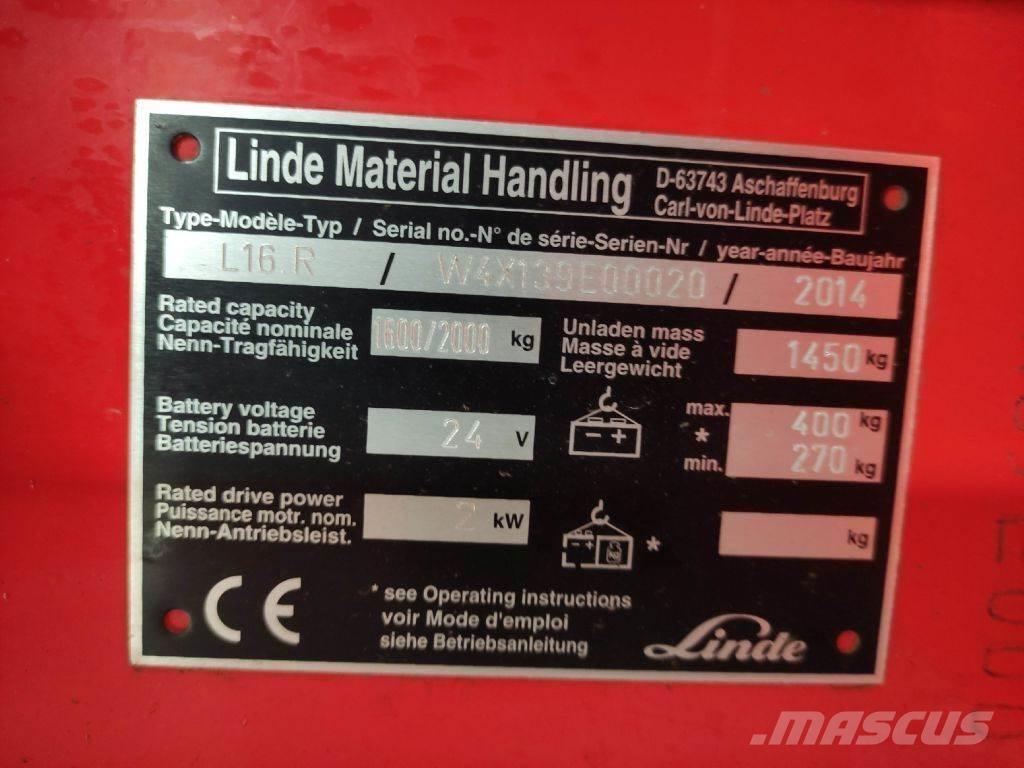 Linde Material Handling
D-63743 Aschaffenburg
Carl-von-Linde-Platz
Type-Modèle-Typ / Serial no.-N° de série-Serien-Nr / year-année-Baujahr
L16 R / W4X139E00020 / 2014
Rated capacity
Capacité nominale
Nenn-Tragfähigkeit
1600/2000 kg
Unladen mass
Masse à vide
Leergewicht
1450 kg
Battery voltage
Tension batterie
Batteriespannung
24 V
- +
max. 400 kg
*
min. 270 kg
Rated drive power
Puissance motr. nom.
Nenn-Antriebsleist.
2 kW
- +
* kg
CE
* see Operating instructions
voir Mode d'emploi
siehe Betriebsanleitung
Linde
MASCUS